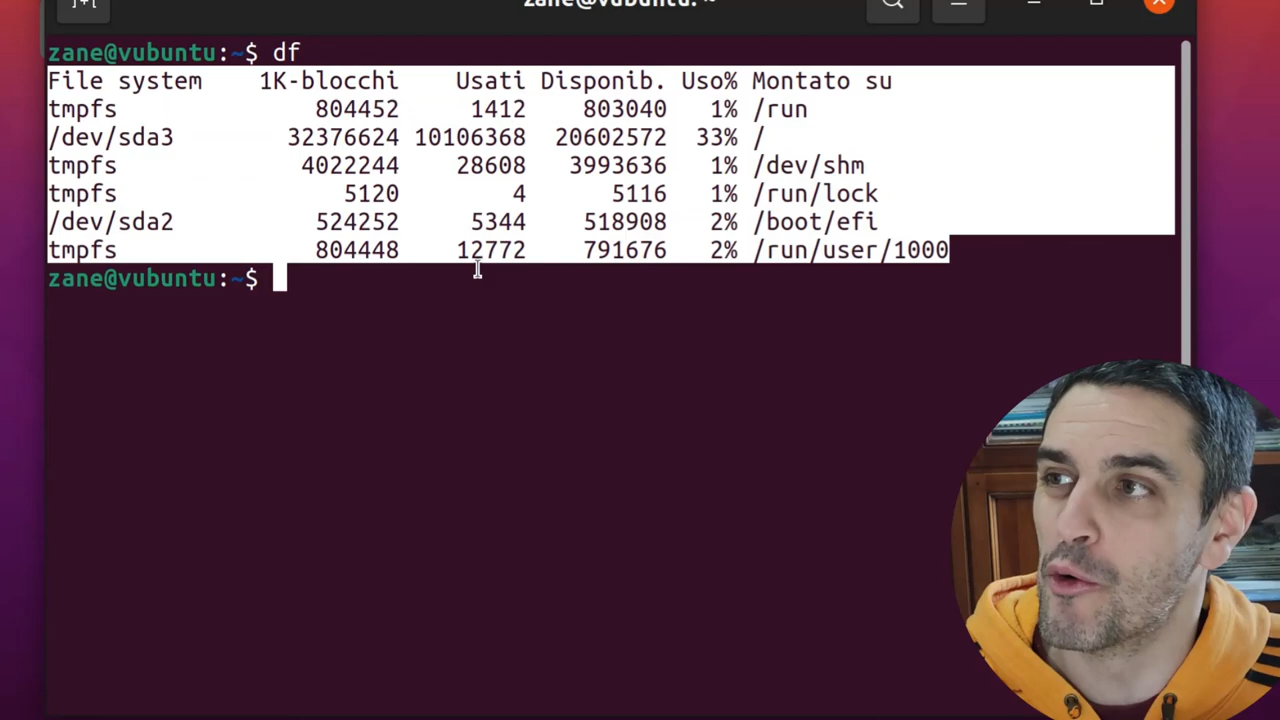 zane@vubuntu: ~
zane@vubuntu:~$ df
File system 1K-blocchi Usati Disponib. Uso% Montato su
tmpfs 804452 1412 803040 1% /run
/dev/sda3 32376624 10106368 20602572 33% /
tmpfs 4022244 28608 3993636 1% /dev/shm
tmpfs 5120 4 5116 1% /run/lock
/dev/sda2 524252 5344 518908 2% /boot/efi
tmpfs 804448 12772 791676 2% /run/user/1000
zane@vubuntu:~$